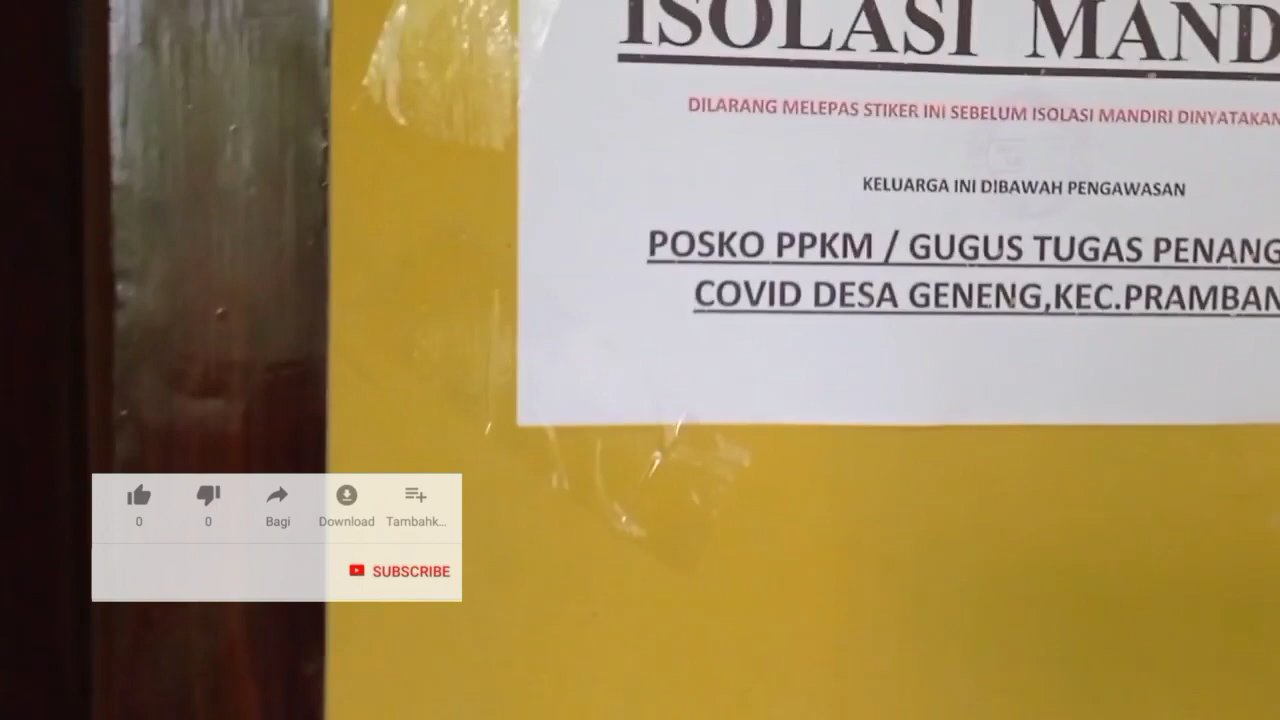 ISOLASI MAND
DILARANG MELEPAS STIKER INI SEBELUM ISOLASI MANDIRI DINYATAKAN
KELUARGA INI DIBAWAH PENGAWASAN
POSKO PPKM / GUGUS TUGAS PENANG
COVID DESA GENENG,KEC.PRAMBAN
0 0 Bagi Download Tambahk...
SUBSCRIBE